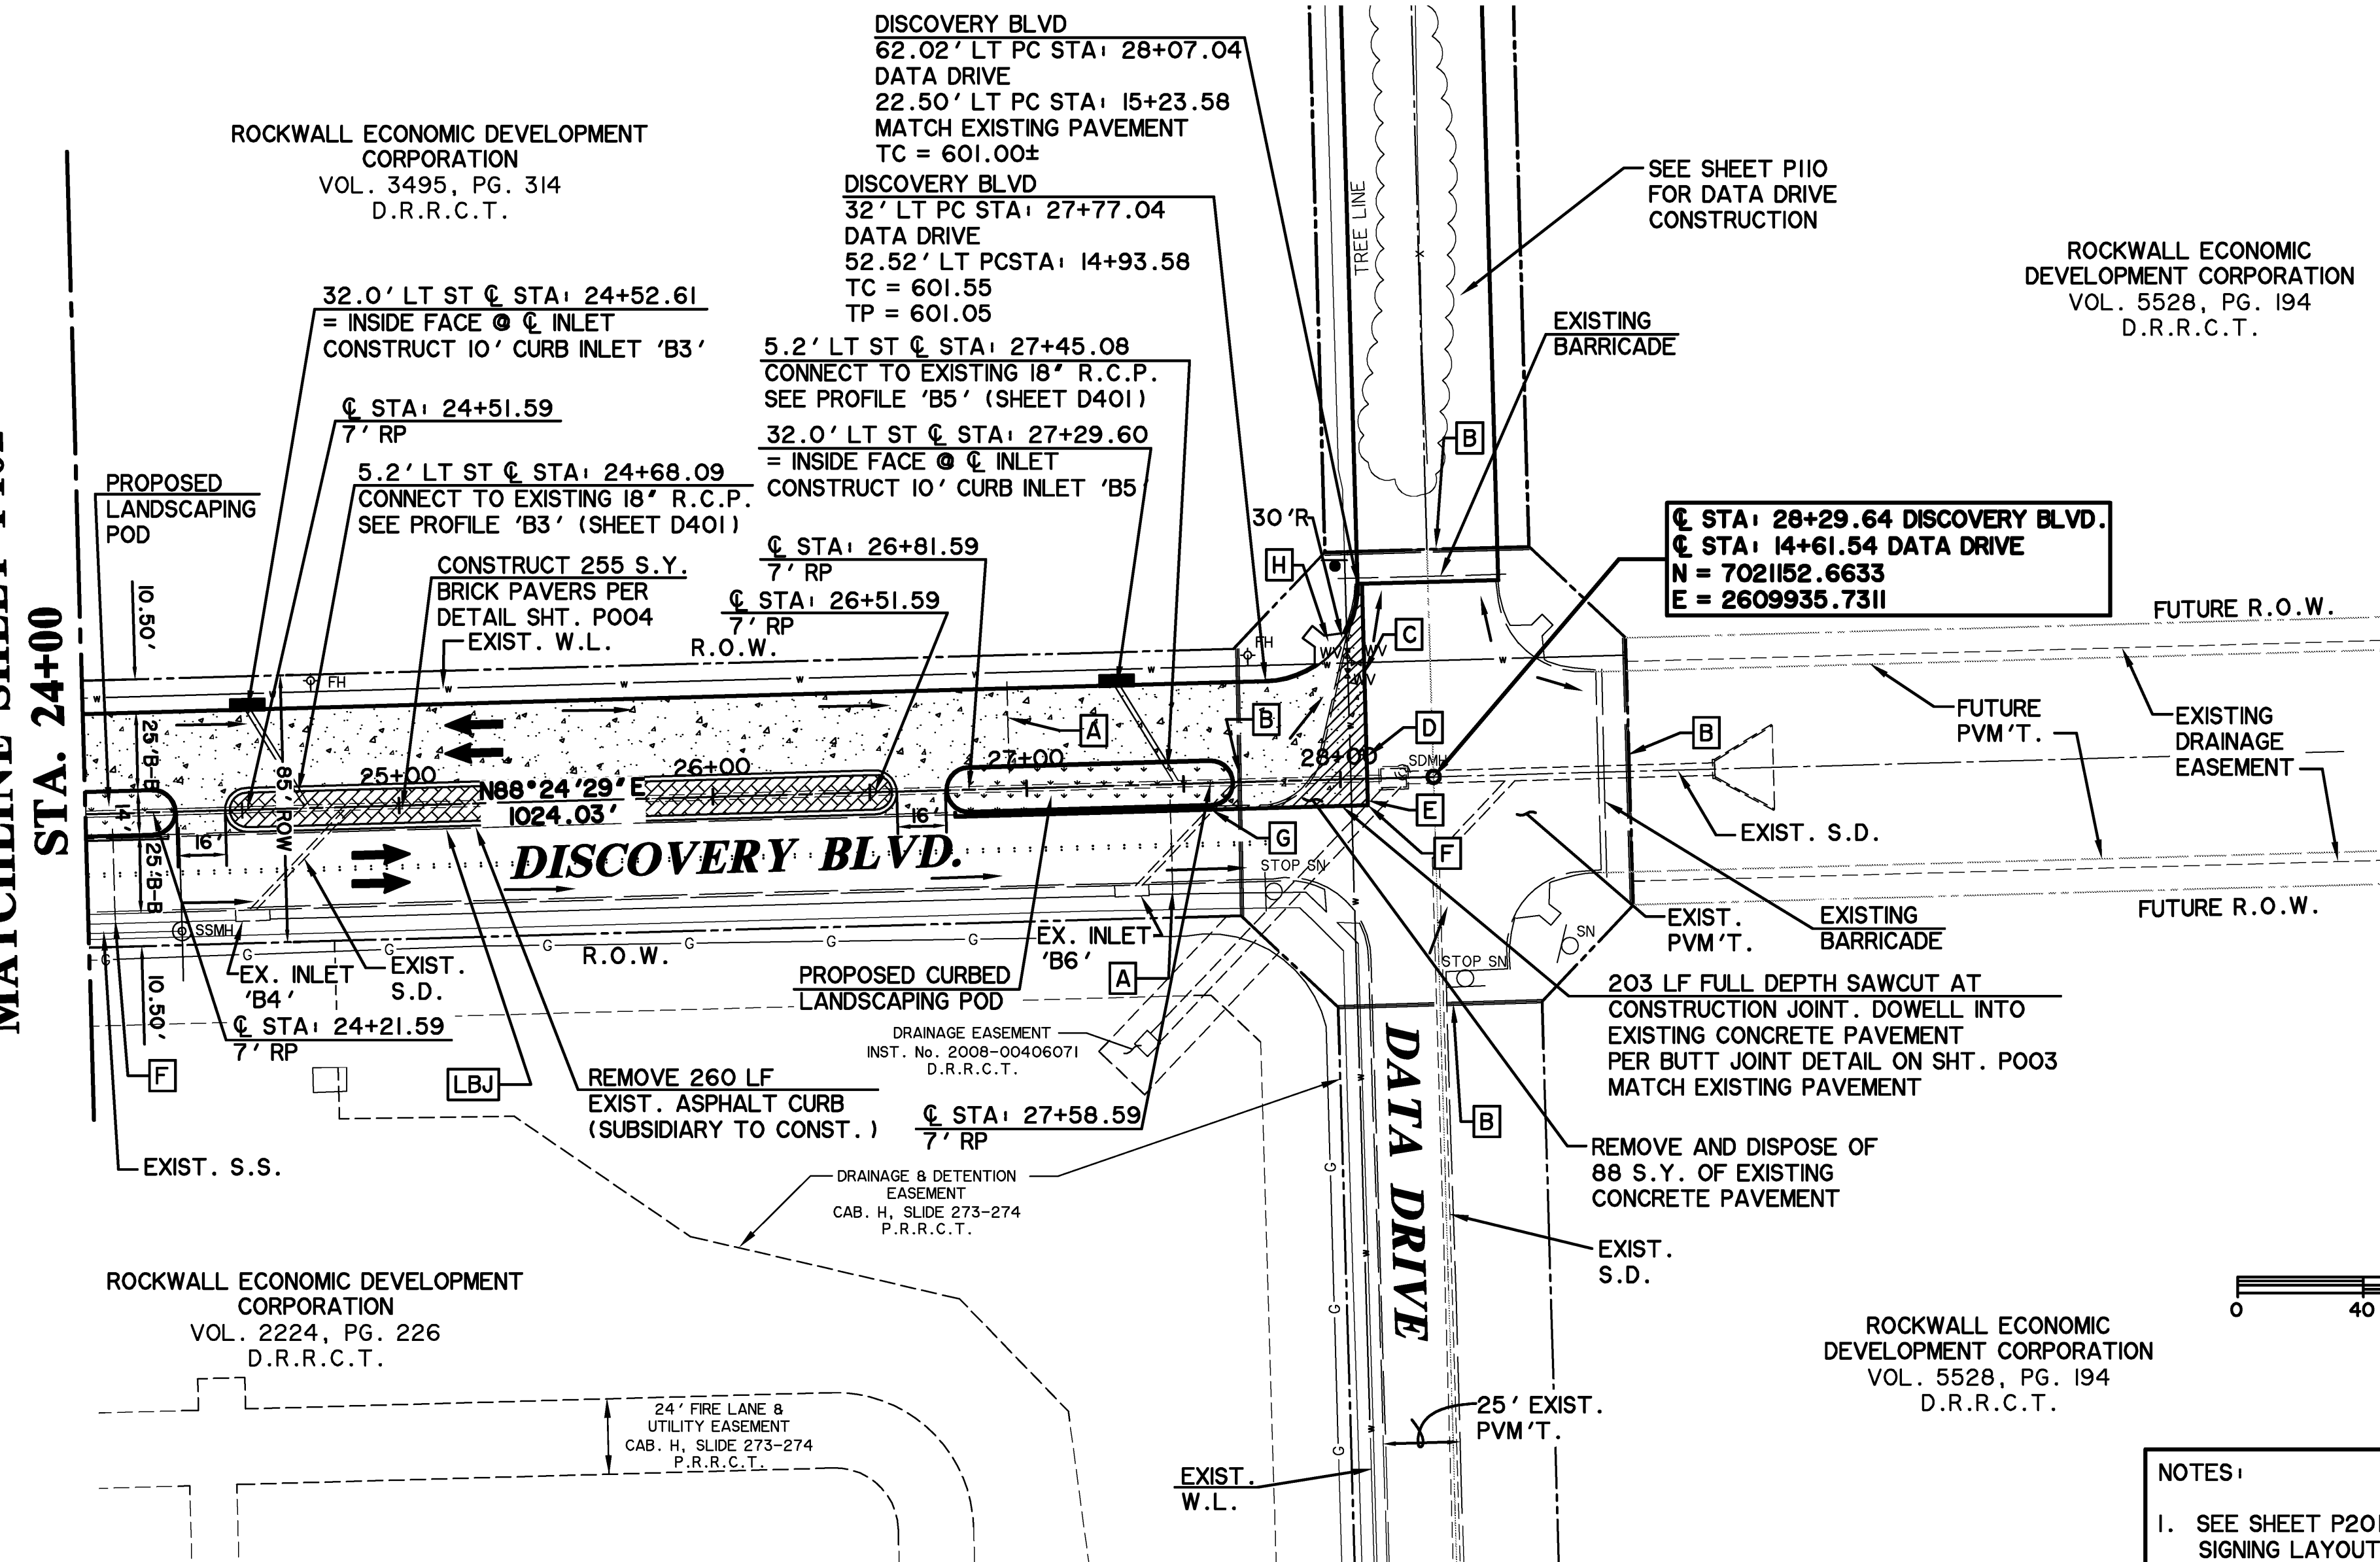 DISCOVERY BLVD
62.02' LT PC STA: 28+07.04
DATA DRIVE
22.50' LT PC STA: 15+23.58
MATCH EXISTING PAVEMENT
TC = 601.00±
DISCOVERY BLVD
32' LT PC STA: 27+77.04
DATA DRIVE
52.52' LT PCSTA: 14+93.58
TC = 601.55
TP = 601.05
ROCKWALL ECONOMIC DEVELOPMENT
CORPORATION
VOL. 3495, PG. 314
D.R.R.C.T.
SEE SHEET P110
FOR DATA DRIVE
CONSTRUCTION
TREE LINE
ROCKWALL ECONOMIC
DEVELOPMENT CORPORATION
VOL. 5528, PG. 194
D.R.R.C.T.
32.0' LT ST ℄ STA: 24+52.61
= INSIDE FACE @ ℄ INLET
CONSTRUCT 10' CURB INLET 'B3'
EXISTING
BARRICADE
5.2' LT ST ℄ STA: 27+45.08
CONNECT TO EXISTING 18" R.C.P.
SEE PROFILE 'B5' (SHEET D401)
℄ STA: 24+51.59
7' RP
32.0' LT ST ℄ STA: 27+29.60
= INSIDE FACE @ ℄ INLET
CONSTRUCT 10' CURB INLET 'B5
B
PROPOSED
LANDSCAPING
POD
5.2' LT ST ℄ STA: 24+68.09
CONNECT TO EXISTING 18" R.C.P.
SEE PROFILE 'B3' (SHEET D401)
30'R
℄ STA: 28+29.64 DISCOVERY BLVD.
℄ STA: 14+61.54 DATA DRIVE
N = 7021152.6633
E = 2609935.7311
℄ STA: 26+81.59
7' RP
H
CONSTRUCT 255 S.Y.
BRICK PAVERS PER
DETAIL SHT. P004
℄ STA: 26+51.59
7' RP
EXIST. W.L.
R.O.W.
STA. 24+00
10.50'
FUTURE R.O.W.
C
FH
FH
WV
WV
WV
A
B
D
SDMH
B
FUTURE
PVM'T.
EXISTING
DRAINAGE
EASEMENT
25'B-B
85' ROW
14'
25'B-B
16'
16'
25+00
26+00
27+00
28+00
N88°24'29"E
1024.03'
E
F
G
EXIST. S.D.
DISCOVERY BLVD.
STOP SN
SSMH
R.O.W.
EX. INLET
'B4'
EXIST.
S.D.
EX. INLET
'B6'
A
10.50'
STOP SN
SN
EXIST.
PVM'T.
EXISTING
BARRICADE
FUTURE R.O.W.
PROPOSED CURBED
LANDSCAPING POD
203 LF FULL DEPTH SAWCUT AT
CONSTRUCTION JOINT. DOWELL INTO
EXISTING CONCRETE PAVEMENT
PER BUTT JOINT DETAIL ON SHT. P003
MATCH EXISTING PAVEMENT
℄ STA: 24+21.59
7' RP
DRAINAGE EASEMENT
INST. No. 2008-00406071
D.R.R.C.T.
F
LBJ
REMOVE 260 LF
EXIST. ASPHALT CURB
(SUBSIDIARY TO CONST.)
℄ STA: 27+58.59
7' RP
B
EXIST. S.S.
DRAINAGE & DETENTION
EASEMENT
CAB. H, SLIDE 273-274
P.R.R.C.T.
REMOVE AND DISPOSE OF
88 S.Y. OF EXISTING
CONCRETE PAVEMENT
DATA DRIVE
EXIST.
S.D.
ROCKWALL ECONOMIC DEVELOPMENT
CORPORATION
VOL. 2224, PG. 226
D.R.R.C.T.
0
40
ROCKWALL ECONOMIC
DEVELOPMENT CORPORATION
VOL. 5528, PG. 194
D.R.R.C.T.
24' FIRE LANE &
UTILITY EASEMENT
CAB. H, SLIDE 273-274
P.R.R.C.T.
25' EXIST.
PVM'T.
EXIST.
W.L.
NOTES:
1. SEE SHEET P201
SIGNING LAYOUT